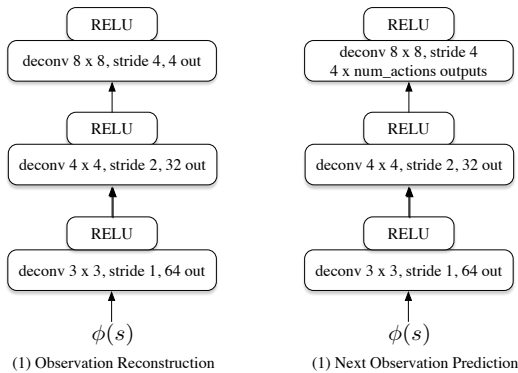 RELU
deconv 8 x 8, stride 4, 4 out
RELU
deconv 4 x 4, stride 2, 32 out
RELU
deconv 3 x 3, stride 1, 64 out
ϕ(s)
(1) Observation Reconstruction
RELU
deconv 8 x 8, stride 4
4 x num_actions outputs
RELU
deconv 4 x 4, stride 2, 32 out
RELU
deconv 3 x 3, stride 1, 64 out
ϕ(s)
(1) Next Observation Prediction